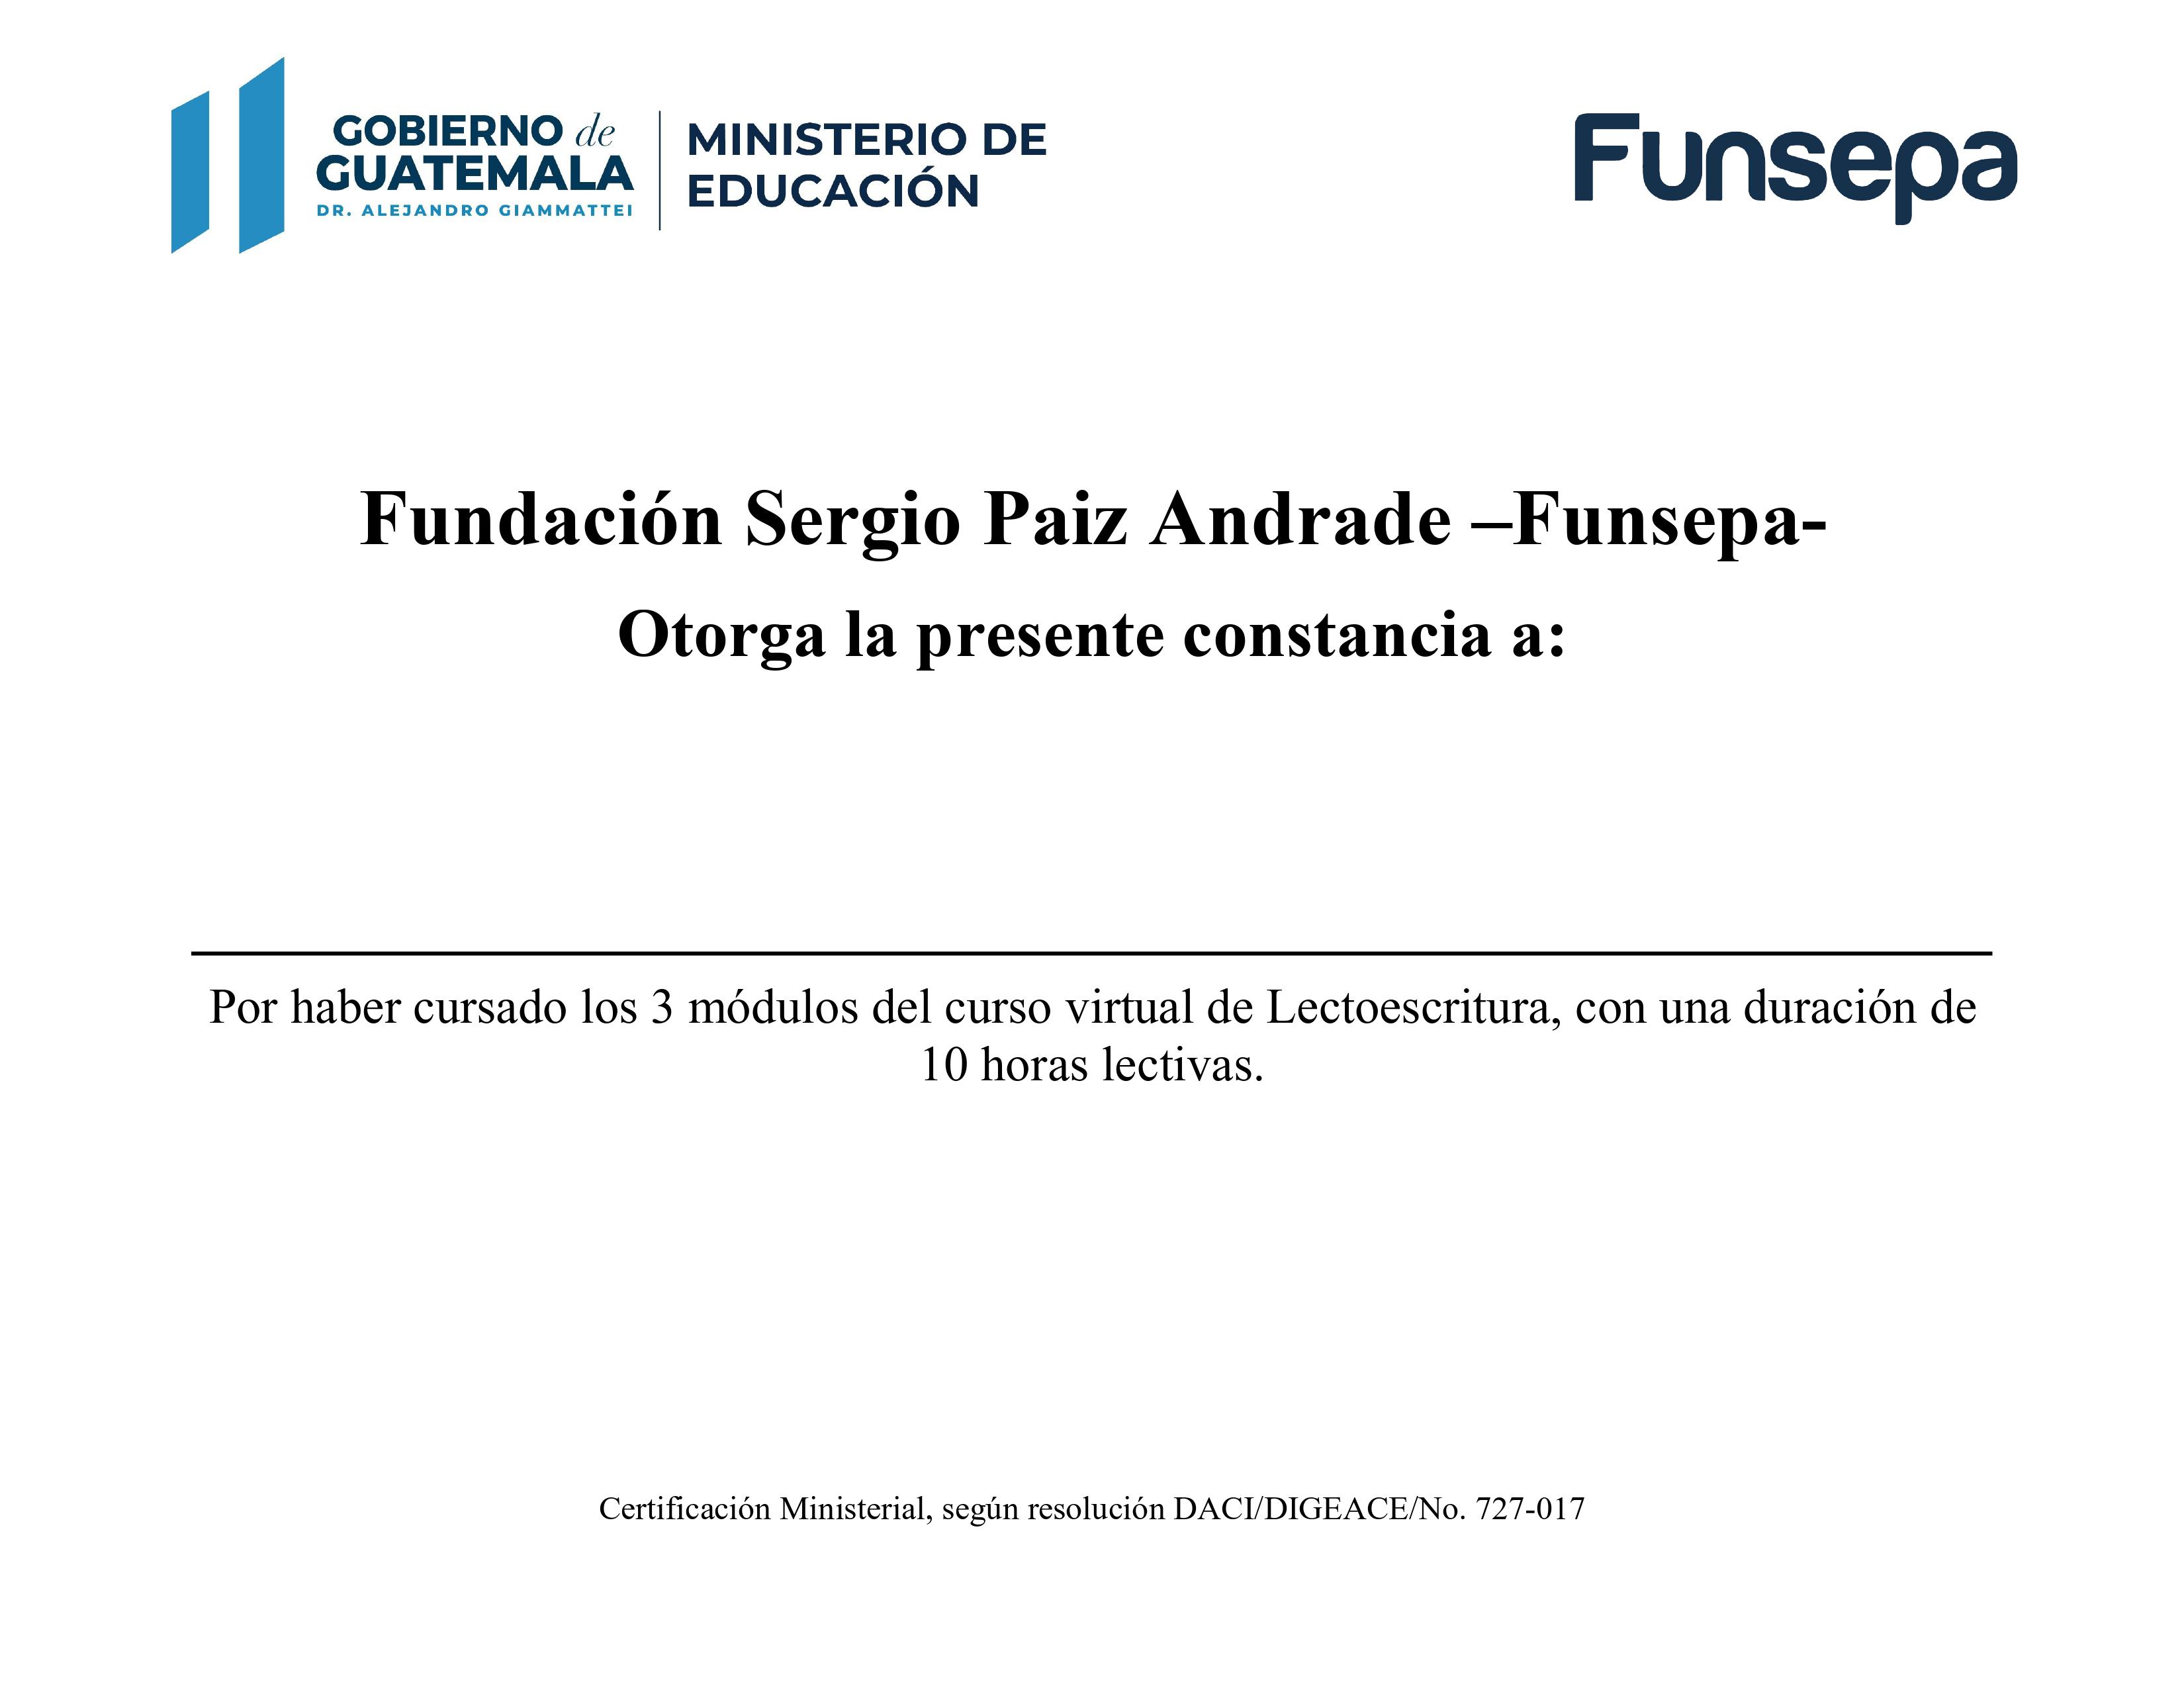 GOBIERNO de
GUATEMALA
DR. ALEJANDRO GIAMMATTEI
MINISTERIO DE
EDUCACIÓN
Funsepa
Fundación Sergio Paiz Andrade –Funsepa-
Otorga la presente constancia a:
Por haber cursado los 3 módulos del curso virtual de Lectoescritura, con una duración de
10 horas lectivas.
Certificación Ministerial, según resolución DACI/DIGEACE/No. 727-017